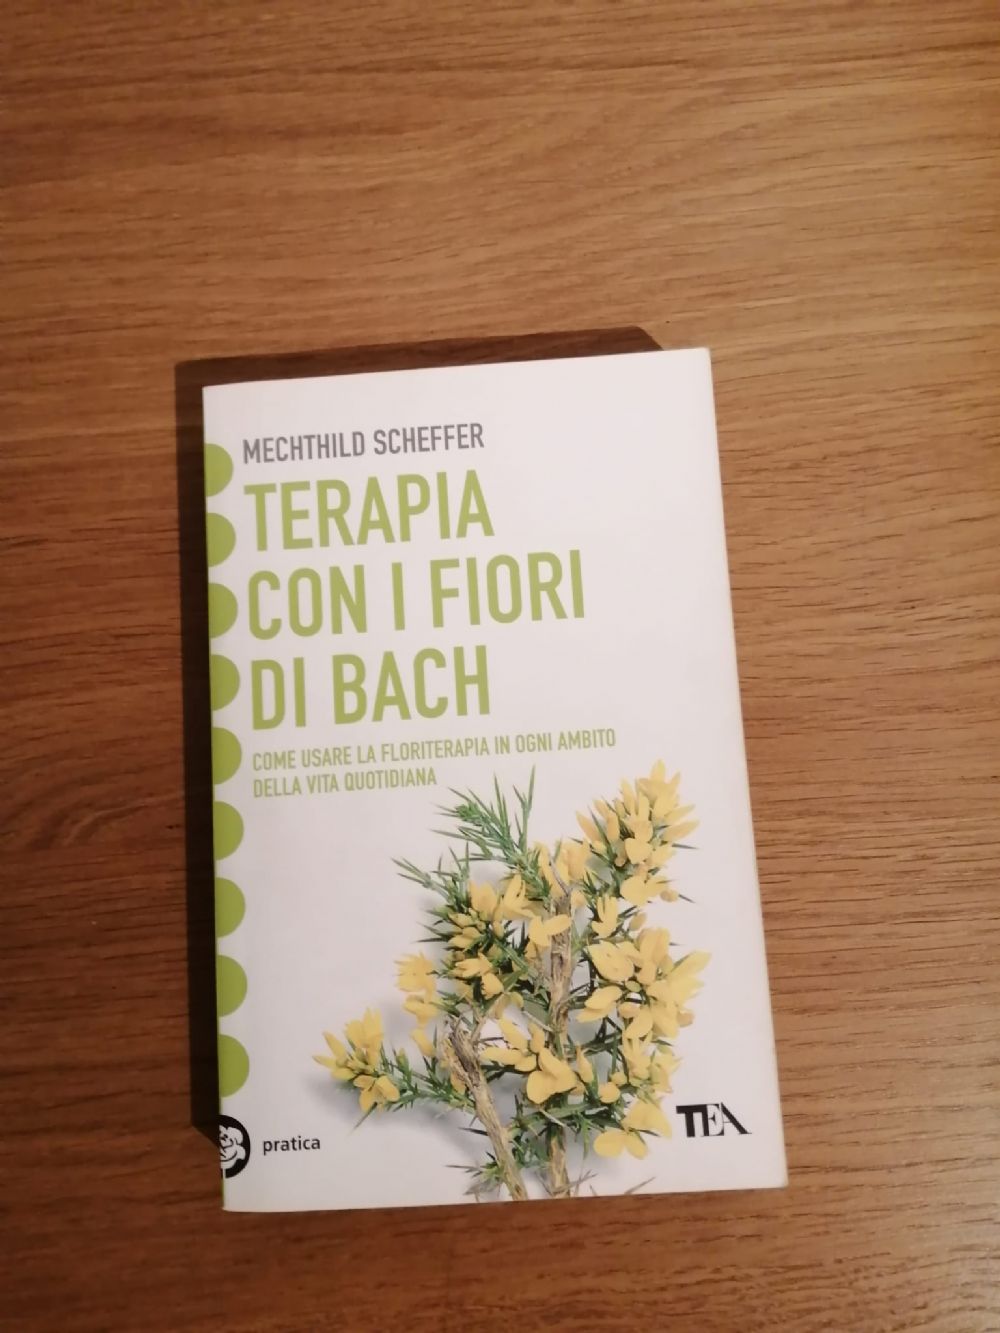 MECHTHILD SCHEFFER
TERAPIA
CON I FIORI
DI BACH
COME USARE LA FLORITERAPIA IN OGNI AMBITO
DELLA VITA QUOTIDIANA
pratica
TEA